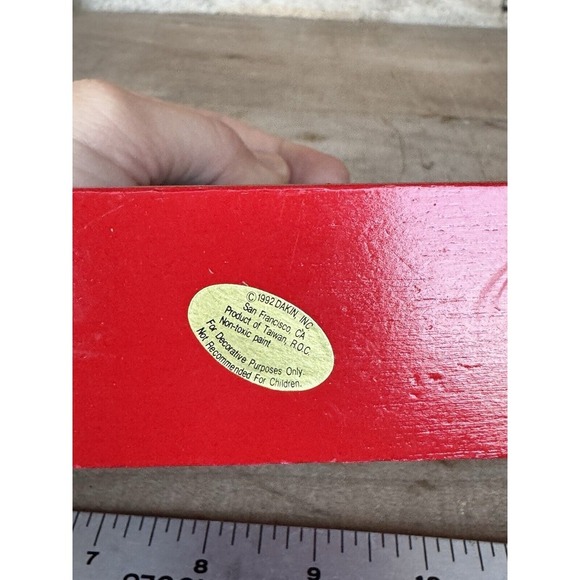 © 1992 DAKIN, INC.
San Francisco, CA
Product of Taiwan, R.O.C.
Non-toxic paint
For Decorative Purposes Only
Not Recommended For Children.
7 8 9 10